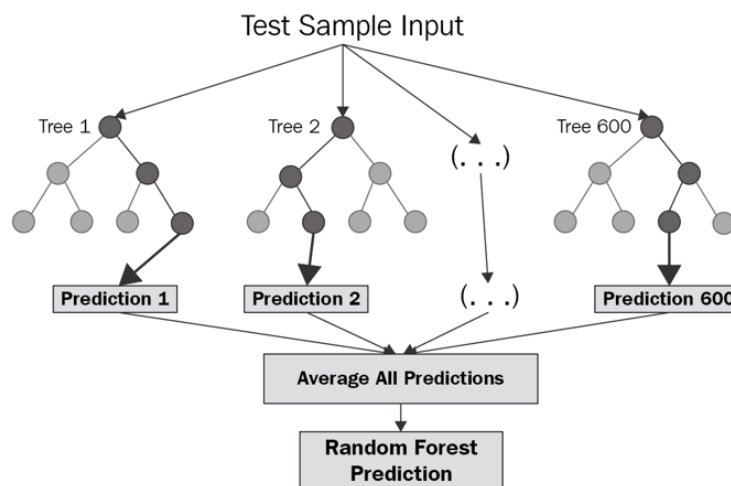 Test Sample Input
Tree 1
Tree 2
(. . .)
Tree 600
Prediction 1
Prediction 2
(. . .)
Prediction 600
Average All Predictions
Random Forest
Prediction